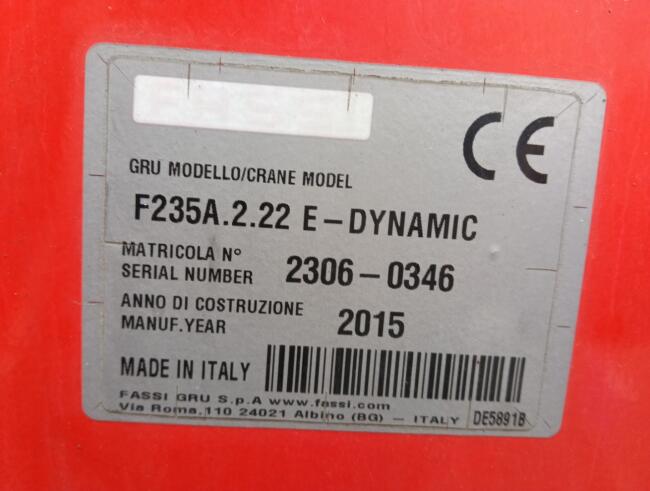 FASSI
CE
GRU MODELLO/CRANE MODEL
F235A.2.22 E-DYNAMIC
MATRICOLA N°
SERIAL NUMBER 2306-0346
ANNO DI COSTRUZIONE
MANUF.YEAR 2015
MADE IN ITALY
FASSI GRU S.p.A www.fassi.com
Via Roma,110 24021 Albino (BG) - ITALY DE5891B